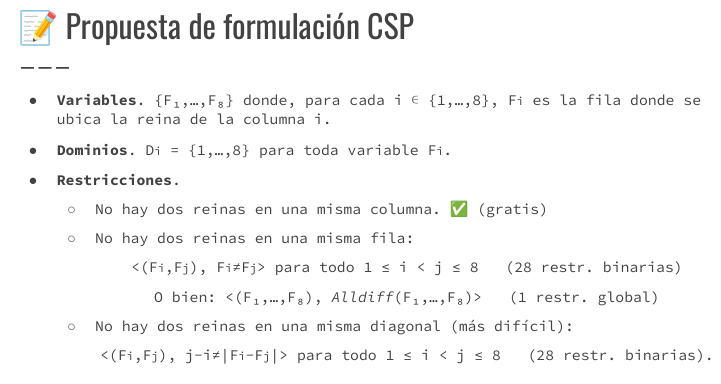 📝 Propuesta de formulación CSP
● Variables. {F₁,…,F₈} donde, para cada i ∈ {1,…,8}, Fi es la fila donde se
ubica la reina de la columna i.
● Dominios. Di = {1,…,8} para toda variable Fi.
● Restricciones.
○ No hay dos reinas en una misma columna. ✅ (gratis)
○ No hay dos reinas en una misma fila:
<(Fi,Fj), Fi≠Fj> para todo 1 ≤ i < j ≤ 8 (28 restr. binarias)
O bien: <(F₁,…,F₈), Alldiff(F₁,…,F₈)> (1 restr. global)
○ No hay dos reinas en una misma diagonal (más difícil):
<(Fi,Fj), j-i≠|Fi-Fj|> para todo 1 ≤ i < j ≤ 8 (28 restr. binarias).